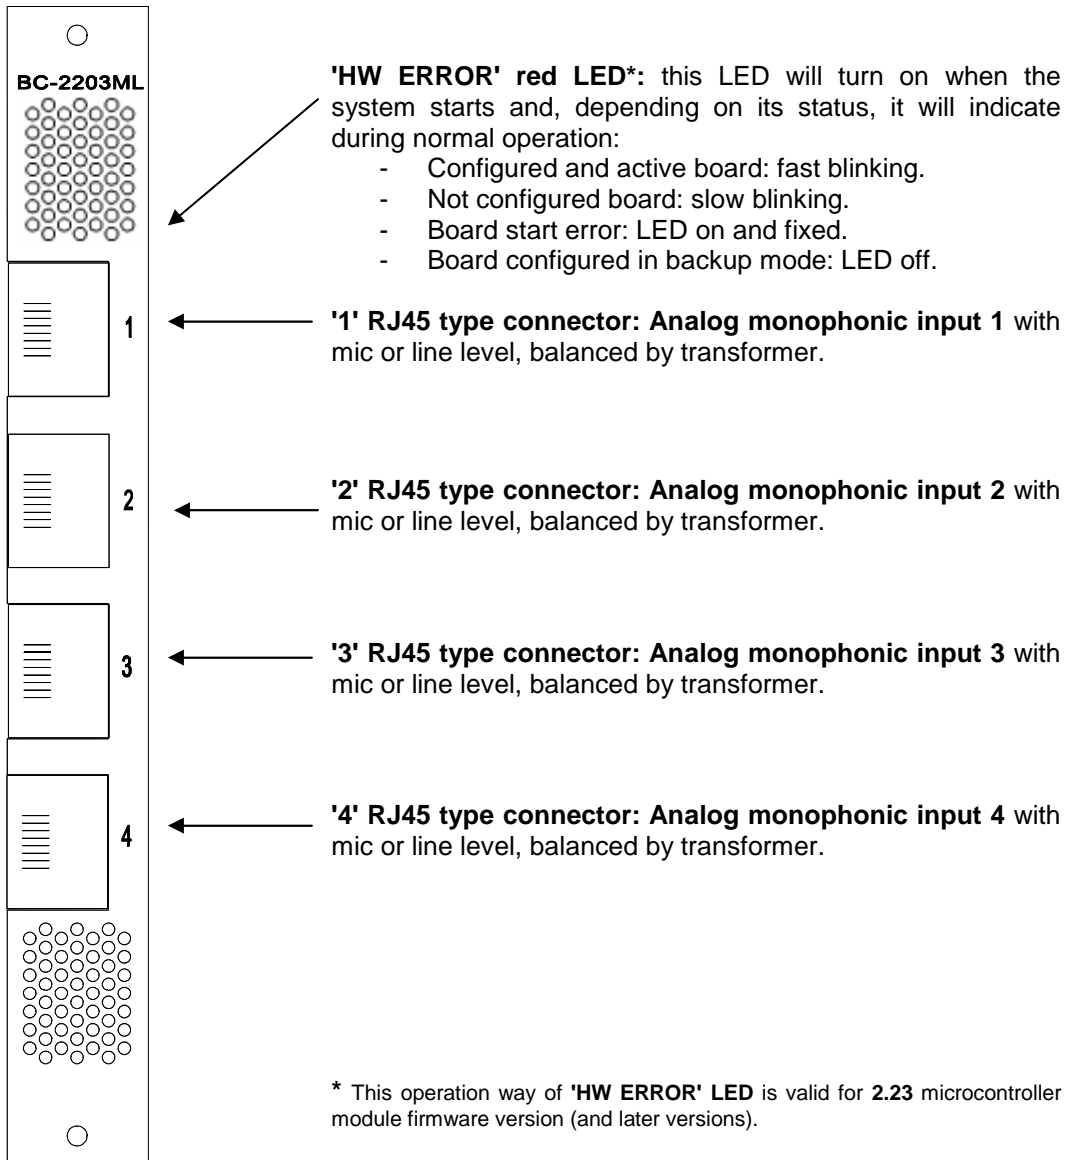 BC-2203ML
'HW ERROR' red LED*: this LED will turn on when the
system starts and, depending on its status, it will indicate
during normal operation:
- Configured and active board: fast blinking.
- Not configured board: slow blinking.
- Board start error: LED on and fixed.
- Board configured in backup mode: LED off.
1
'1' RJ45 type connector: Analog monophonic input 1 with
mic or line level, balanced by transformer.
2
'2' RJ45 type connector: Analog monophonic input 2 with
mic or line level, balanced by transformer.
3
'3' RJ45 type connector: Analog monophonic input 3 with
mic or line level, balanced by transformer.
4
'4' RJ45 type connector: Analog monophonic input 4 with
mic or line level, balanced by transformer.
* This operation way of 'HW ERROR' LED is valid for 2.23 microcontroller
module firmware version (and later versions).